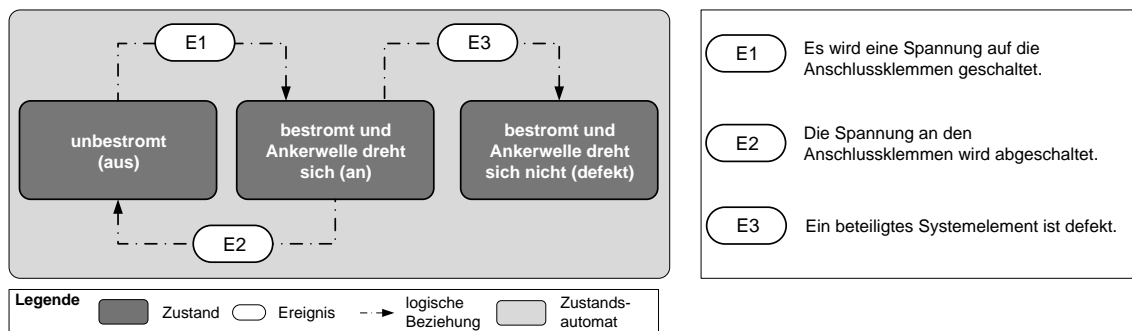 E1
E3
unbestromt
(aus)
bestromt und
Ankerwelle dreht
sich (an)
bestromt und
Ankerwelle dreht
sich nicht (defekt)
E2
E1
Es wird eine Spannung auf die
Anschlussklemmen geschaltet.
E2
Die Spannung an den
Anschlussklemmen wird abgeschaltet.
E3
Ein beteiligtes Systemelement ist defekt.
Legende
Zustand
Ereignis
logische
Beziehung
Zustands-
automat